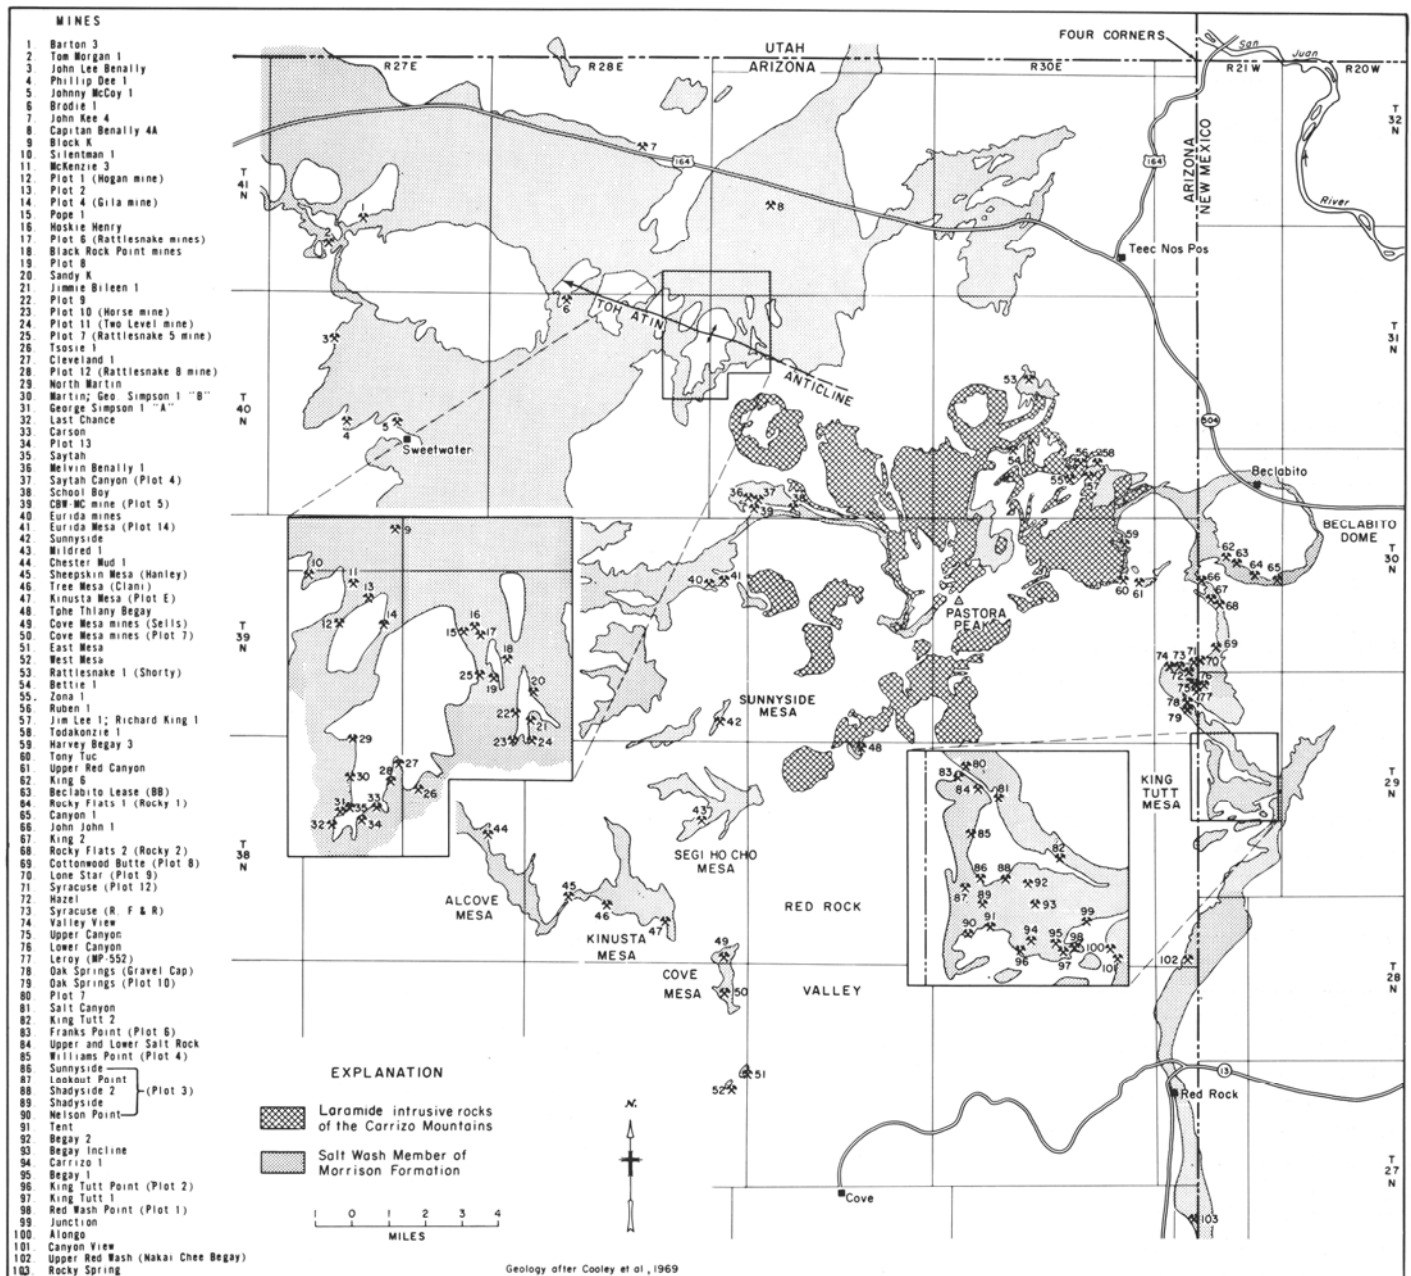 MINES
1. Barton 3
2. Tom Morgan 1
3. John Lee Benally
4. Phillip Dee 1
5. Johnny McCoy 1
6. Brodie 1
7. John Kee 4
8. Capitan Benally 4A
9. Block K
10. Silentman 1
11. McKenzie 3
12. Plot 1 (Hogan mine)
13. Plot 2
14. Plot 4 (Gila mine)
15. Pope 1
16. Hoskie Henry
17. Plot 6 (Rattlesnake mines)
18. Black Rock Point mines
19. Plot 8
20. Sandy K
21. Jimmie Bileen 1
22. Plot 9
23. Plot 10 (Horse mine)
24. Plot 11 (Two Level mine)
25. Plot 7 (Rattlesnake 5 mine)
26. Tsosie 1
27. Cleveland 1
28. Plot 12 (Rattlesnake 8 mine)
29. North Martin
30. Martin; Geo. Simpson 1 "B"
31. George Simpson 1 "A"
32. Last Chance
33. Carson
34. Plot 13
35. Saytah
36. Melvin Benally 1
37. Saytah Canyon (Plot 4)
38. School Boy
39. CBW-MC mine (Plot 5)
40. Eurida mines
41. Eurida Mesa (Plot 14)
42. Sunnyside
43. Mildred 1
44. Chester Mud 1
45. Sheepskin Mesa (Hanley)
46. Tree Mesa (Clani)
47. Kinusta Mesa (Plot E)
48. Tohe Thlany Begay
49. Cove Mesa mines (Sells)
50. Cove Mesa mines (Plot 7)
51. East Mesa
52. West Mesa
53. Rattlesnake 1 (Shorty)
54. Bettie 1
55. Zona 1
56. Ruben 1
57. Jim Lee 1; Richard King 1
58. Todakonzie 1
59. Harvey Begay 3
60. Tony Tuc
61. Upper Red Canyon
62. King 6
63. Beclabito Lease (BB)
64. Rocky Flats 1 (Rocky 1)
65. Canyon 1
66. John John 1
67. King 2
68. Rocky Flats 2 (Rocky 2)
69. Cottonwood Butte (Plot 8)
70. Lone Star (Plot 9)
71. Syracuse (Plot 12)
72. Hazel
73. Syracuse (R. F & R)
74. Valley View
75. Upper Canyon
76. Lower Canyon
77. Leroy (MP-552)
78. Oak Springs (Gravel Cap)
79. Oak Springs (Plot 10)
80. Plot 7
81. Salt Canyon
82. King Tutt 2
83. Franks Point (Plot 6)
84. Upper and Lower Salt Rock
85. Williams Point (Plot 4)
86. Sunnyside
87. Lookout Point
88. Shadyside 2 (Plot 3)
89. Shadyside
90. Nelson Point
91. Tent
92. Begay 2
93. Begay Incline
94. Carrizo 1
95. Begay 1
96. King Tutt Point (Plot 2)
97. King Tutt 1
98. Red Wash Point (Plot 1)
99. Junction
100. Alongo
101. Canyon View
102. Upper Red Wash (Nakai Chee Begay)
103. Rocky Spring
FOUR CORNERS
UTAH
ARIZONA
R27E
R28E
R30E
R21W
R20W
San Juan
River
T 32 N
T 41 N
164
164
ARIZONA
NEW MEXICO
Teec Nos Pos
TOH ATIN
ANTICLINE
T 31 N
T 40 N
Sweetwater
504
Beclabito
BECLABITO
DOME
T 30 N
PASTORA
PEAK
T 39 N
SUNNYSIDE
MESA
KING
TUTT
MESA
T 29 N
T 38 N
SEGI HO CHO
MESA
ALCOVE
MESA
KINUSTA
MESA
RED ROCK
COVE
MESA
VALLEY
T 28 N
13
Red Rock
Cove
T 27 N
EXPLANATION
Laramide intrusive rocks
of the Carrizo Mountains
Salt Wash Member of
Morrison Formation
N.
1 0 1 2 3 4
MILES
Geology after Cooley et al, 1969